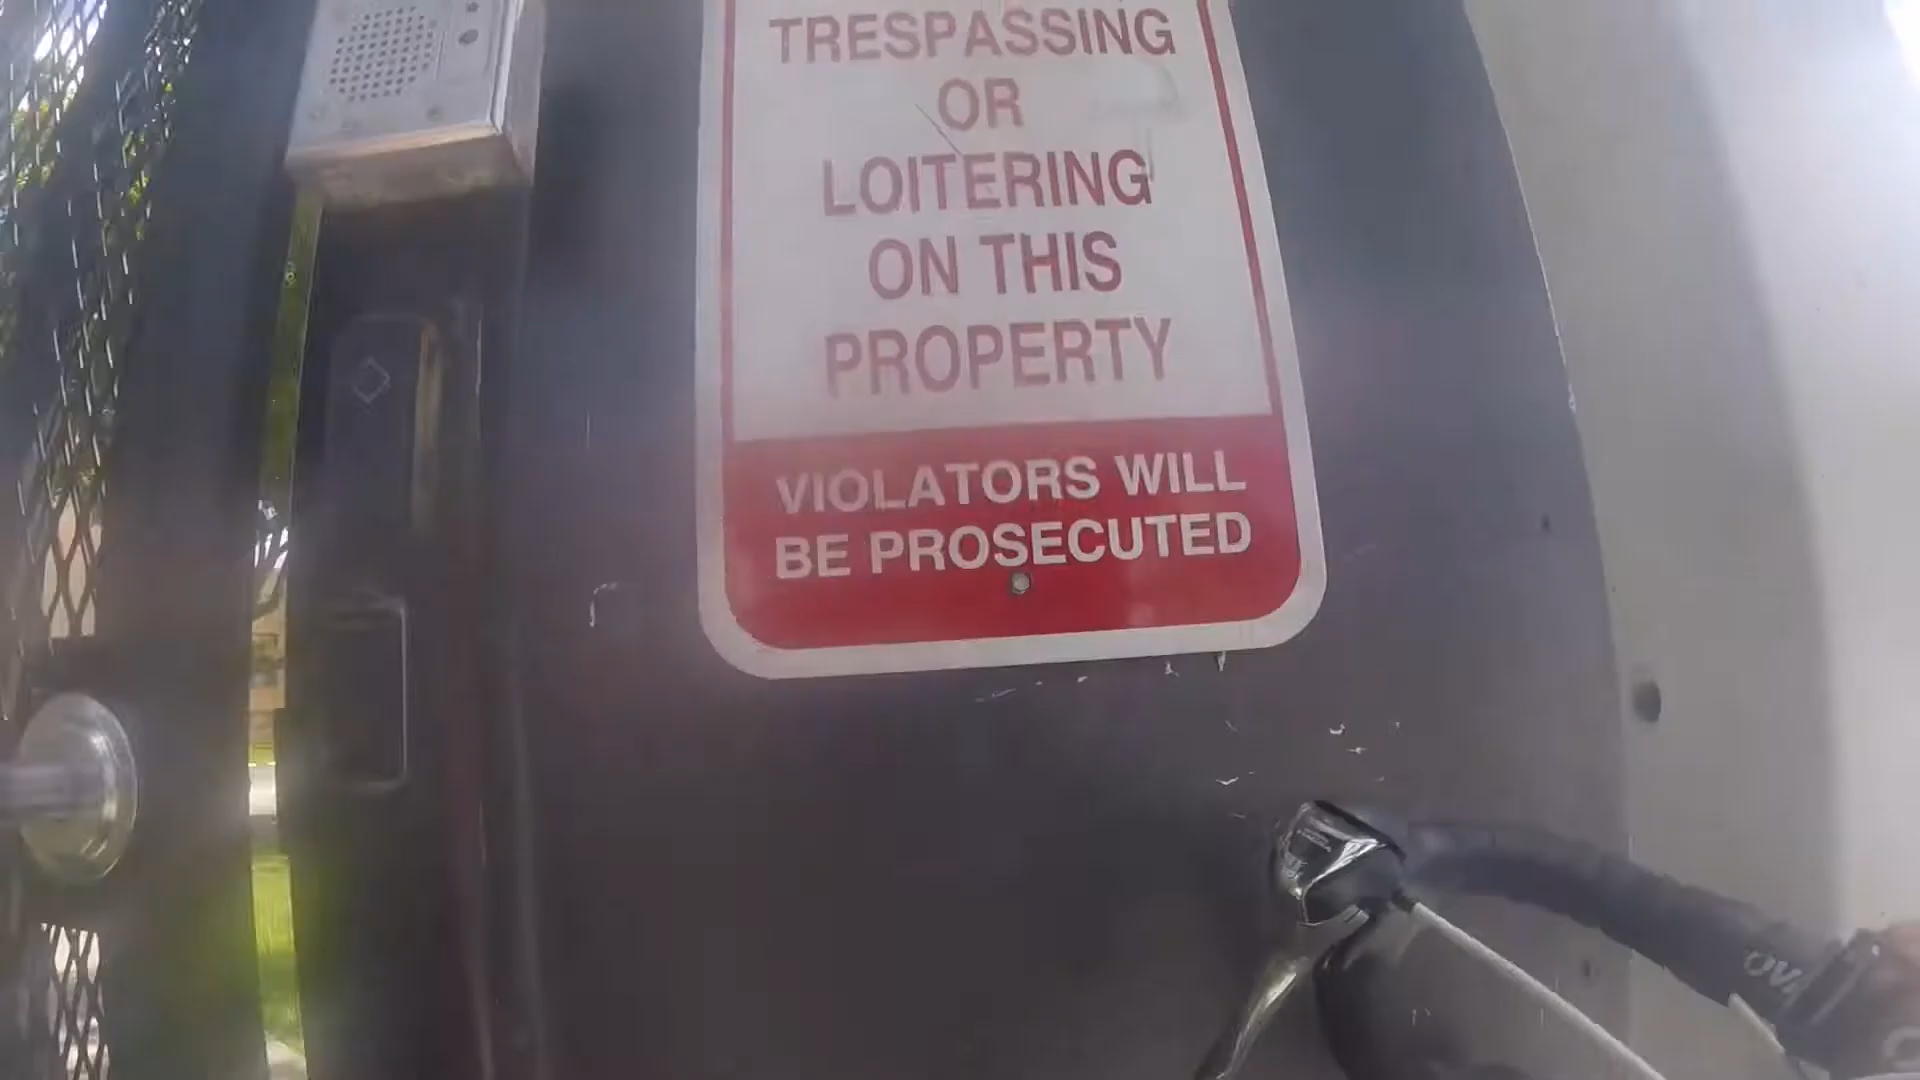 TRESPASSING
OR
LOITERING
ON THIS
PROPERTY
VIOLATORS WILL
BE PROSECUTED